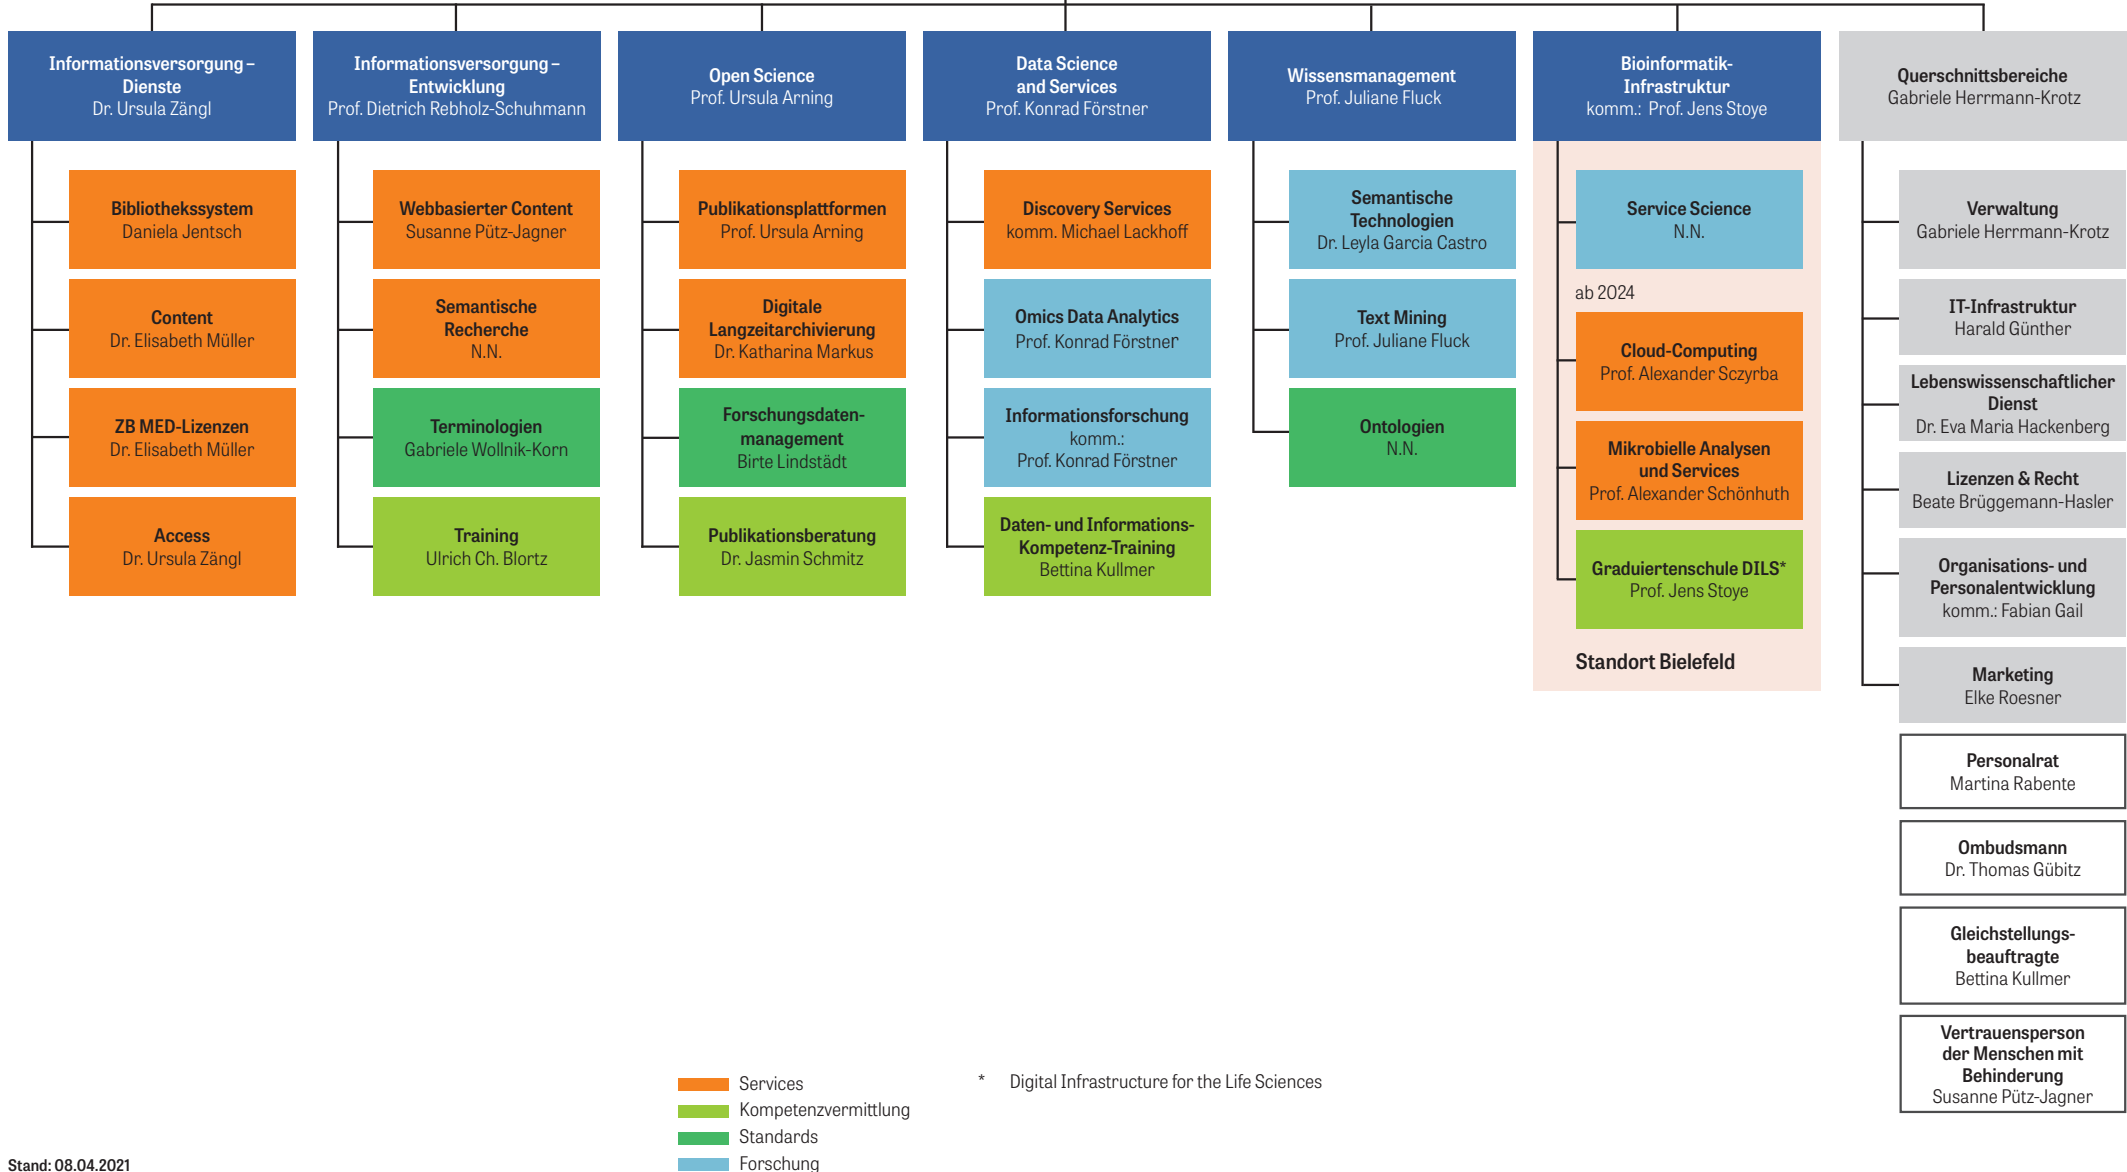 Informationsversorgung –
Dienste
Dr. Ursula Zängl
Bibliothekssystem
Daniela Jentsch
Content
Dr. Elisabeth Müller
ZB MED-Lizenzen
Dr. Elisabeth Müller
Access
Dr. Ursula Zängl
Informationsversorgung –
Entwicklung
Prof. Dietrich Rebholz-Schuhmann
Webbasierter Content
Susanne Pütz-Jagner
Semantische
Recherche
N.N.
Terminologien
Gabriele Wollnik-Korn
Training
Ulrich Ch. Blortz
Open Science
Prof. Ursula Arning
Publikationsplattformen
Prof. Ursula Arning
Digitale
Langzeitarchivierung
Dr. Katharina Markus
Forschungsdaten-
management
Birte Lindstädt
Publikationsberatung
Dr. Jasmin Schmitz
Data Science
and Services
Prof. Konrad Förstner
Discovery Services
komm. Michael Lackhoff
Omics Data Analytics
Prof. Konrad Förstner
Informationsforschung
komm.:
Prof. Konrad Förstner
Daten- und Informations-
Kompetenz-Training
Bettina Kullmer
Wissensmanagement
Prof. Juliane Fluck
Semantische
Technologien
Dr. Leyla Garcia Castro
Text Mining
Prof. Juliane Fluck
Ontologien
N.N.
Bioinformatik-
Infrastruktur
komm.: Prof. Jens Stoye
Service Science
N.N.
ab 2024
Cloud-Computing
Prof. Alexander Sczyrba
Mikrobielle Analysen
und Services
Prof. Alexander Schönhuth
Graduiertenschule DILS*
Prof. Jens Stoye
Standort Bielefeld
Querschnittsbereiche
Gabriele Herrmann-Krotz
Verwaltung
Gabriele Herrmann-Krotz
IT-Infrastruktur
Harald Günther
Lebenswissenschaftlicher
Dienst
Dr. Eva Maria Hackenberg
Lizenzen & Recht
Beate Brüggemann-Hasler
Organisations- und
Personalentwicklung
komm.: Fabian Gail
Marketing
Elke Roesner
Personalrat
Martina Rabente
Ombudsmann
Dr. Thomas Gübitz
Gleichstellungs-
beauftragte
Bettina Kullmer
Vertrauensperson
der Menschen mit
Behinderung
Susanne Pütz-Jagner
Services
Kompetenzvermittlung
Standards
Forschung
* Digital Infrastructure for the Life Sciences
Stand: 08.04.2021